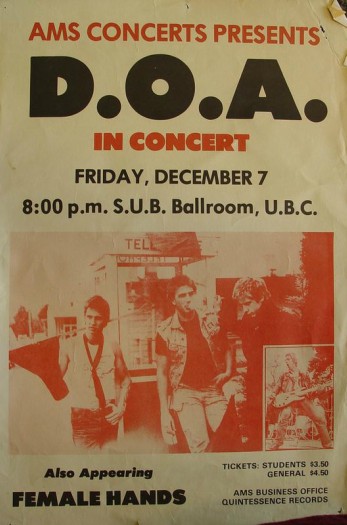 AMS CONCERTS PRESENTS
D.O.A.
IN CONCERT
FRIDAY, DECEMBER 7
8:00 p.m. S.U.B. Ballroom, U.B.C.
TELE
Also Appearing
FEMALE HANDS
TICKETS: STUDENTS $3.50
GENERAL $4.50
AMS BUSINESS OFFICE
QUINTESSENCE RECORDS